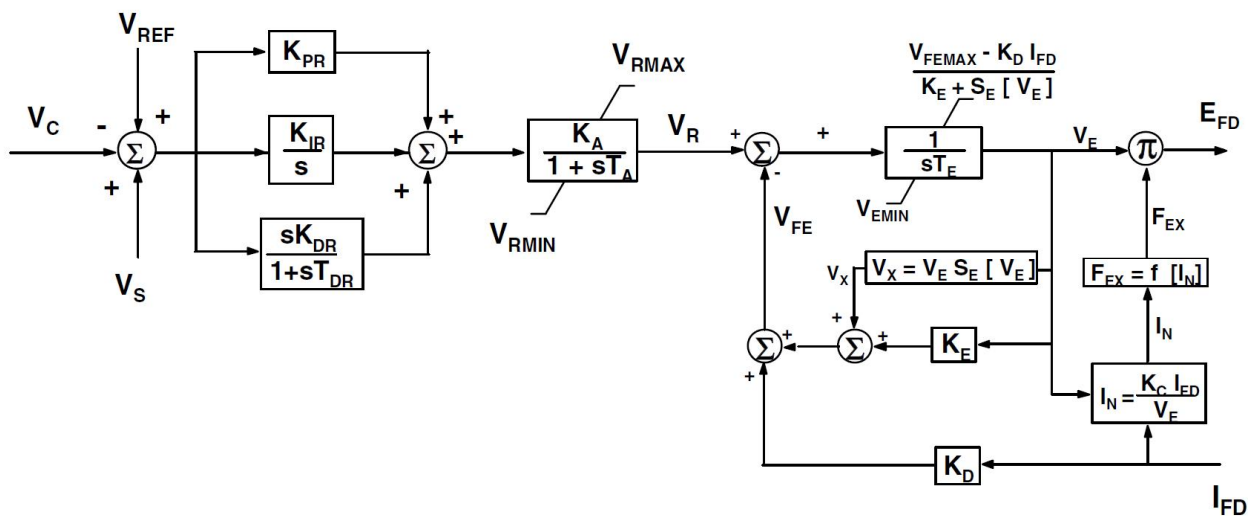 V_REF
V_C
-
+
+
Σ
V_S
K_PR
K_IR
s
sK_DR
1+sT_DR
+
+
+
Σ
V_RMAX
K_A
1 + sT_A
V_RMIN
V_R
+
-
Σ
V_FE
+
V_FEMAX - K_D I_FD
K_E + S_E [ V_E ]
1
sT_E
V_EMIN
V_E
π
E_FD
F_EX
V_X
V_X = V_E S_E [ V_E ]
F_EX = f [I_N]
I_N
+
+
Σ
+
+
Σ
K_E
I_N = K_C I_FD
V_E
K_D
I_FD